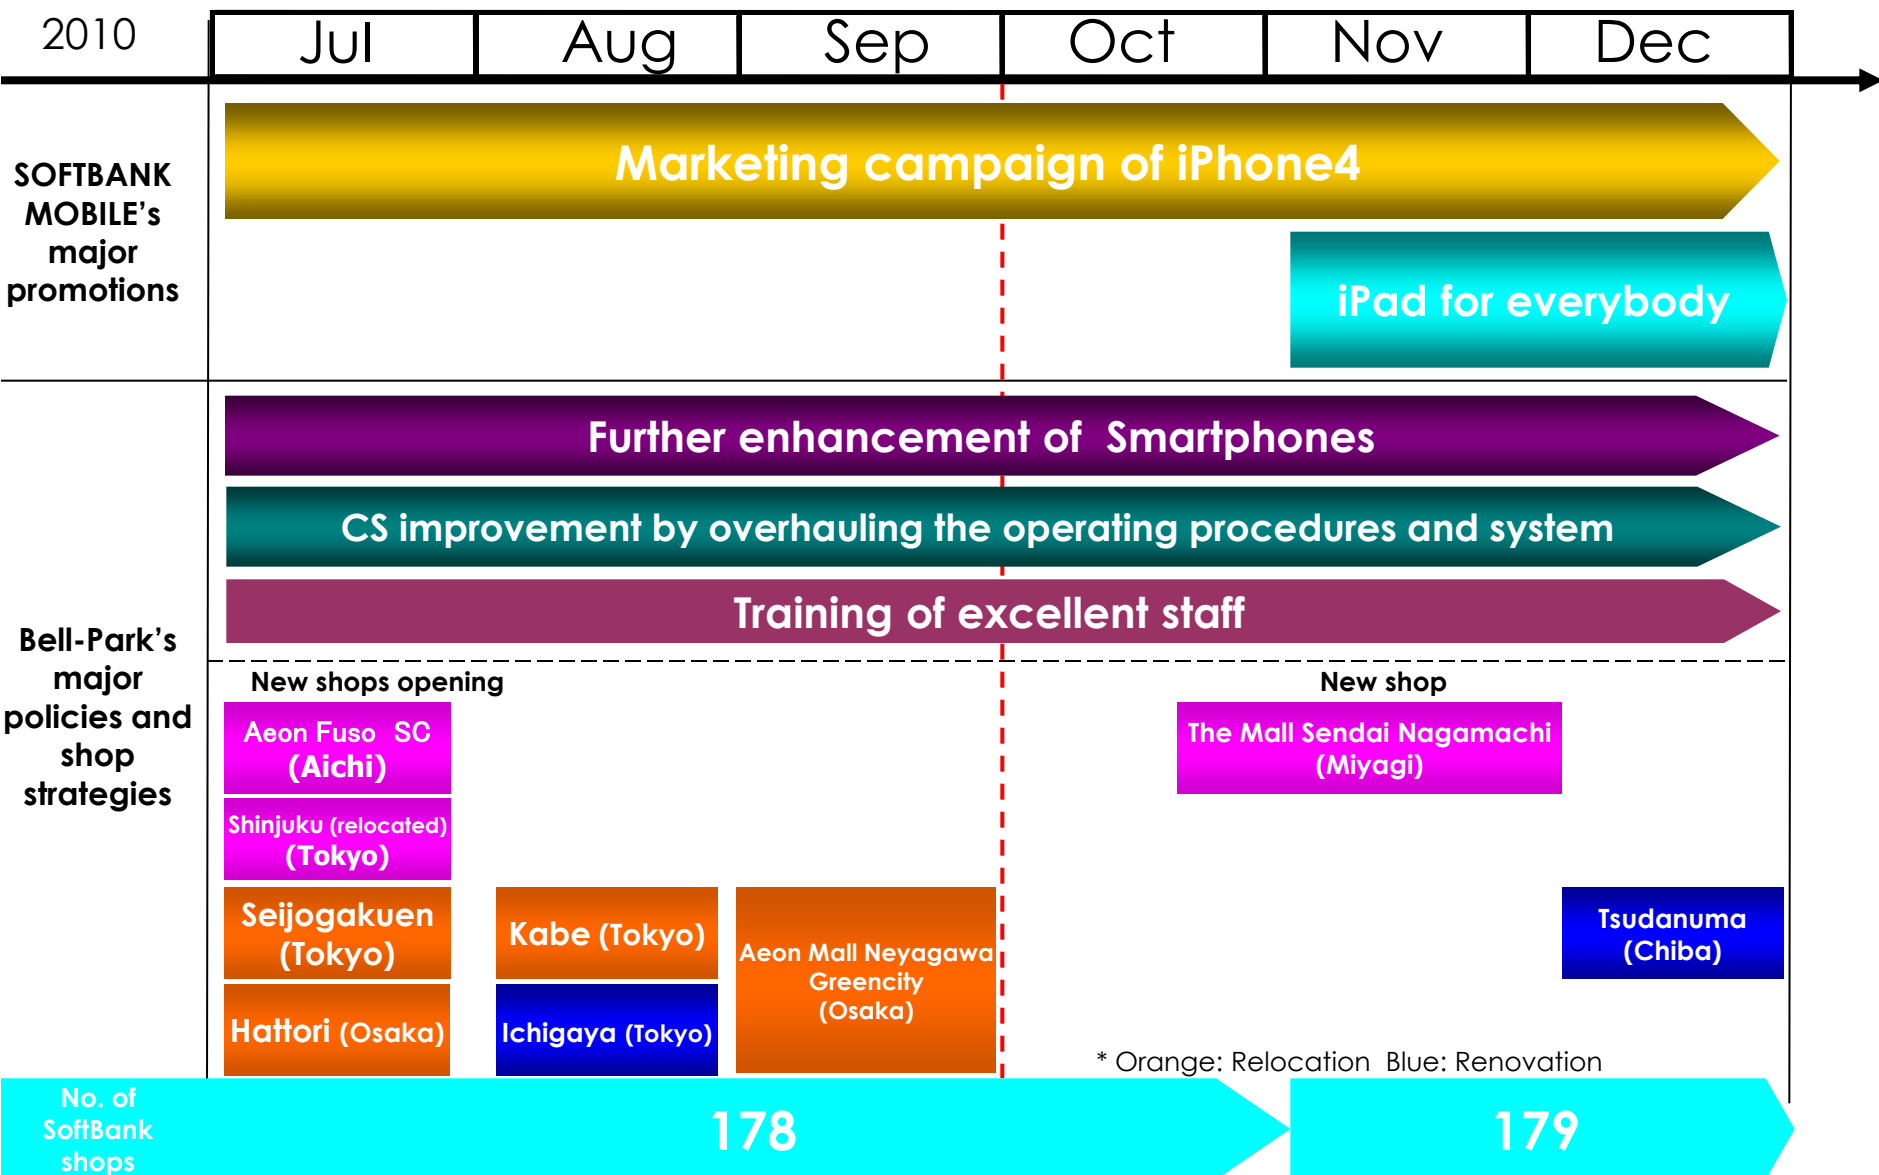 2010
Jul
Aug
Sep
Oct
Nov
Dec
SOFTBANK
MOBILE's
major
promotions
Marketing campaign of iPhone4
iPad for everybody
Bell-Park's
major
policies and
shop
strategies
Further enhancement of Smartphones
CS improvement by overhauling the operating procedures and system
Training of excellent staff
New shops opening
New shop
Aeon Fuso SC
(Aichi)
The Mall Sendai Nagamachi
(Miyagi)
Shinjuku (relocated)
(Tokyo)
Seijogakuen
(Tokyo)
Kabe (Tokyo)
Aeon Mall Neyagawa
Greencity
(Osaka)
Tsudanuma
(Chiba)
Hattori (Osaka)
Ichigaya (Tokyo)
* Orange: Relocation Blue: Renovation
No. of
SoftBank
shops
178
179